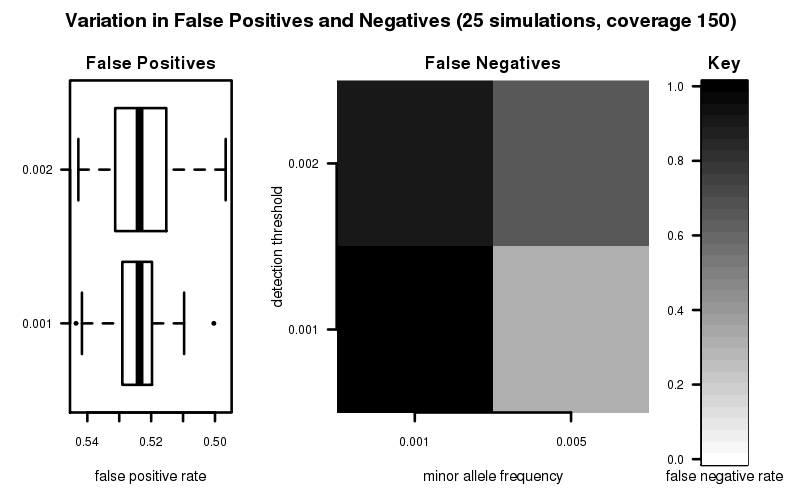 Variation in False Positives and Negatives (25 simulations, coverage 150)
False Positives
0.002
0.001
0.54 0.52 0.50
false positive rate
False Negatives
detection threshold
0.002
0.001
0.001 0.005
minor allele frequency
Key
1.0
0.8
0.6
0.4
0.2
0.0
false negative rate